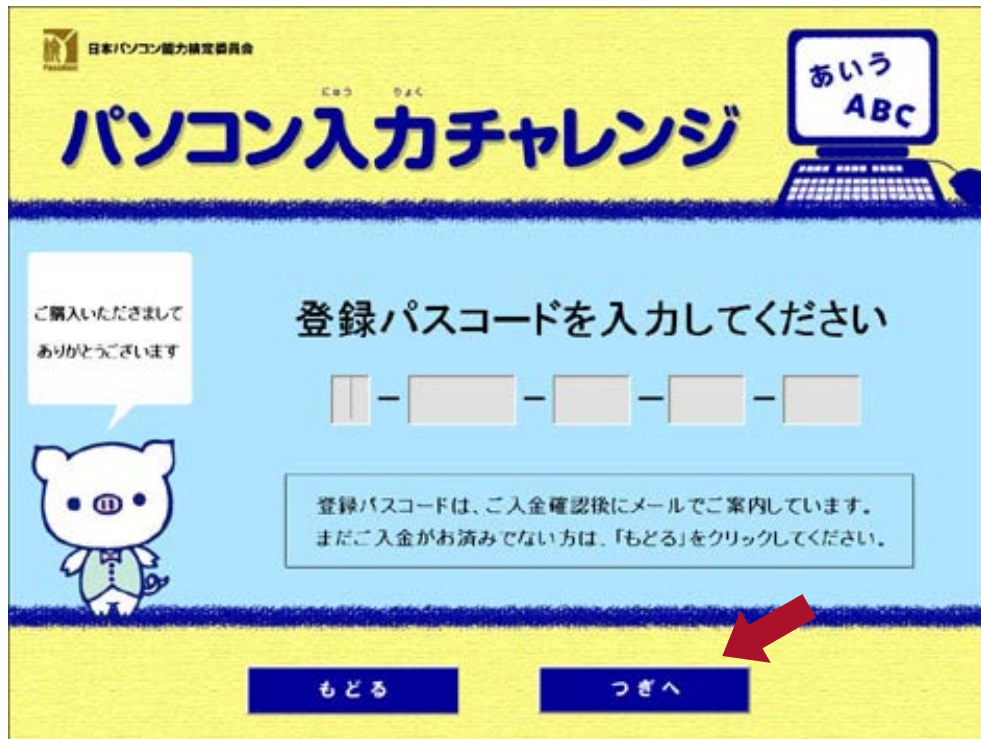 日本パソコン能力検定委員会
にゅう りょく
パソコン入力チャレンジ
あいう
ABC
ご購入いただきまして
ありがとうございます
登録パスコードを入力してください
登録パスコードは、ご入金確認後にメールでご案内しています。
まだご入金がお済みでない方は、「もどる」をクリックしてください。
もどる
つぎへ